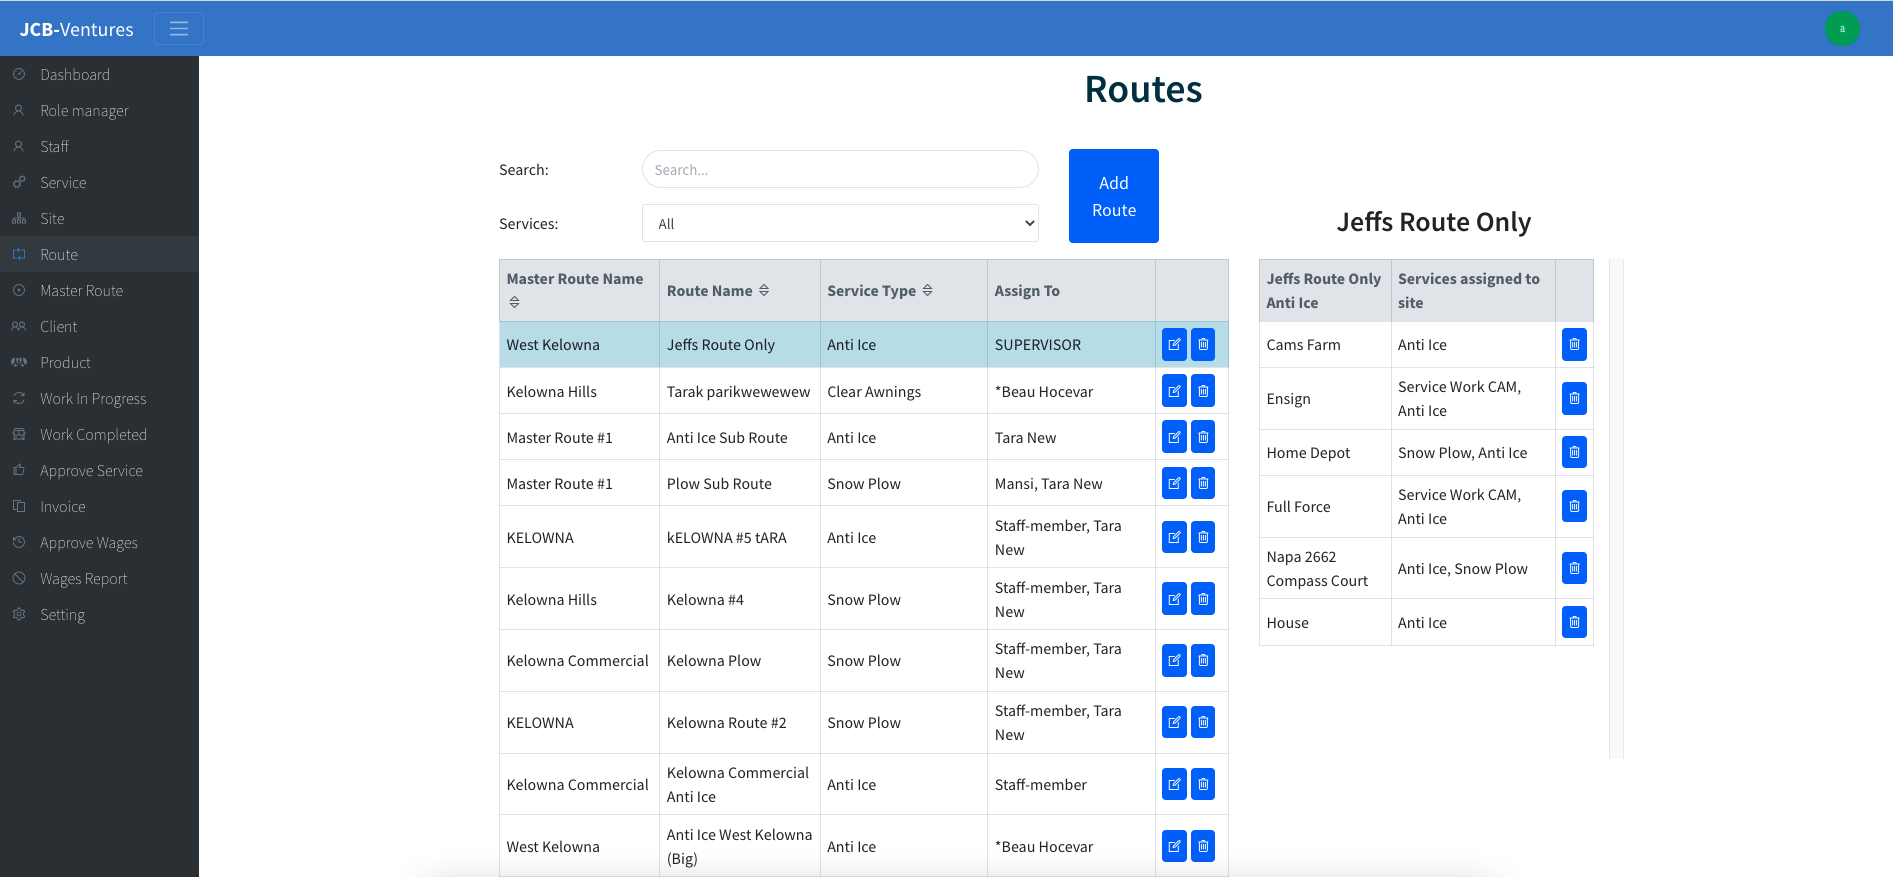 JCB-Ventures
a
Dashboard
Role manager
Staff
Service
Site
Route
Master Route
Client
Product
Work In Progress
Work Completed
Approve Service
Invoice
Approve Wages
Wages Report
Setting
Routes
Search:
Search...
Services:
All
Add
Route
Master Route Name
Route Name
Service Type
Assign To
West Kelowna
Jeffs Route Only
Anti Ice
SUPERVISOR
Kelowna Hills
Tarak parikwewewew
Clear Awnings
*Beau Hocevar
Master Route #1
Anti Ice Sub Route
Anti Ice
Tara New
Master Route #1
Plow Sub Route
Snow Plow
Mansi, Tara New
KELOWNA
kELOWNA #5 tARA
Anti Ice
Staff-member, Tara
New
Kelowna Hills
Kelowna #4
Snow Plow
Staff-member, Tara
New
Kelowna Commercial
Kelowna Plow
Snow Plow
Staff-member, Tara
New
KELOWNA
Kelowna Route #2
Snow Plow
Staff-member, Tara
New
Kelowna Commercial
Kelowna Commercial
Anti Ice
Anti Ice
Staff-member
West Kelowna
Anti Ice West Kelowna
(Big)
Anti Ice
*Beau Hocevar
Jeffs Route Only
Jeffs Route Only
Anti Ice
Services assigned to
site
Cams Farm
Anti Ice
Ensign
Service Work CAM,
Anti Ice
Home Depot
Snow Plow, Anti Ice
Full Force
Service Work CAM,
Anti Ice
Napa 2662
Compass Court
Anti Ice, Snow Plow
House
Anti Ice